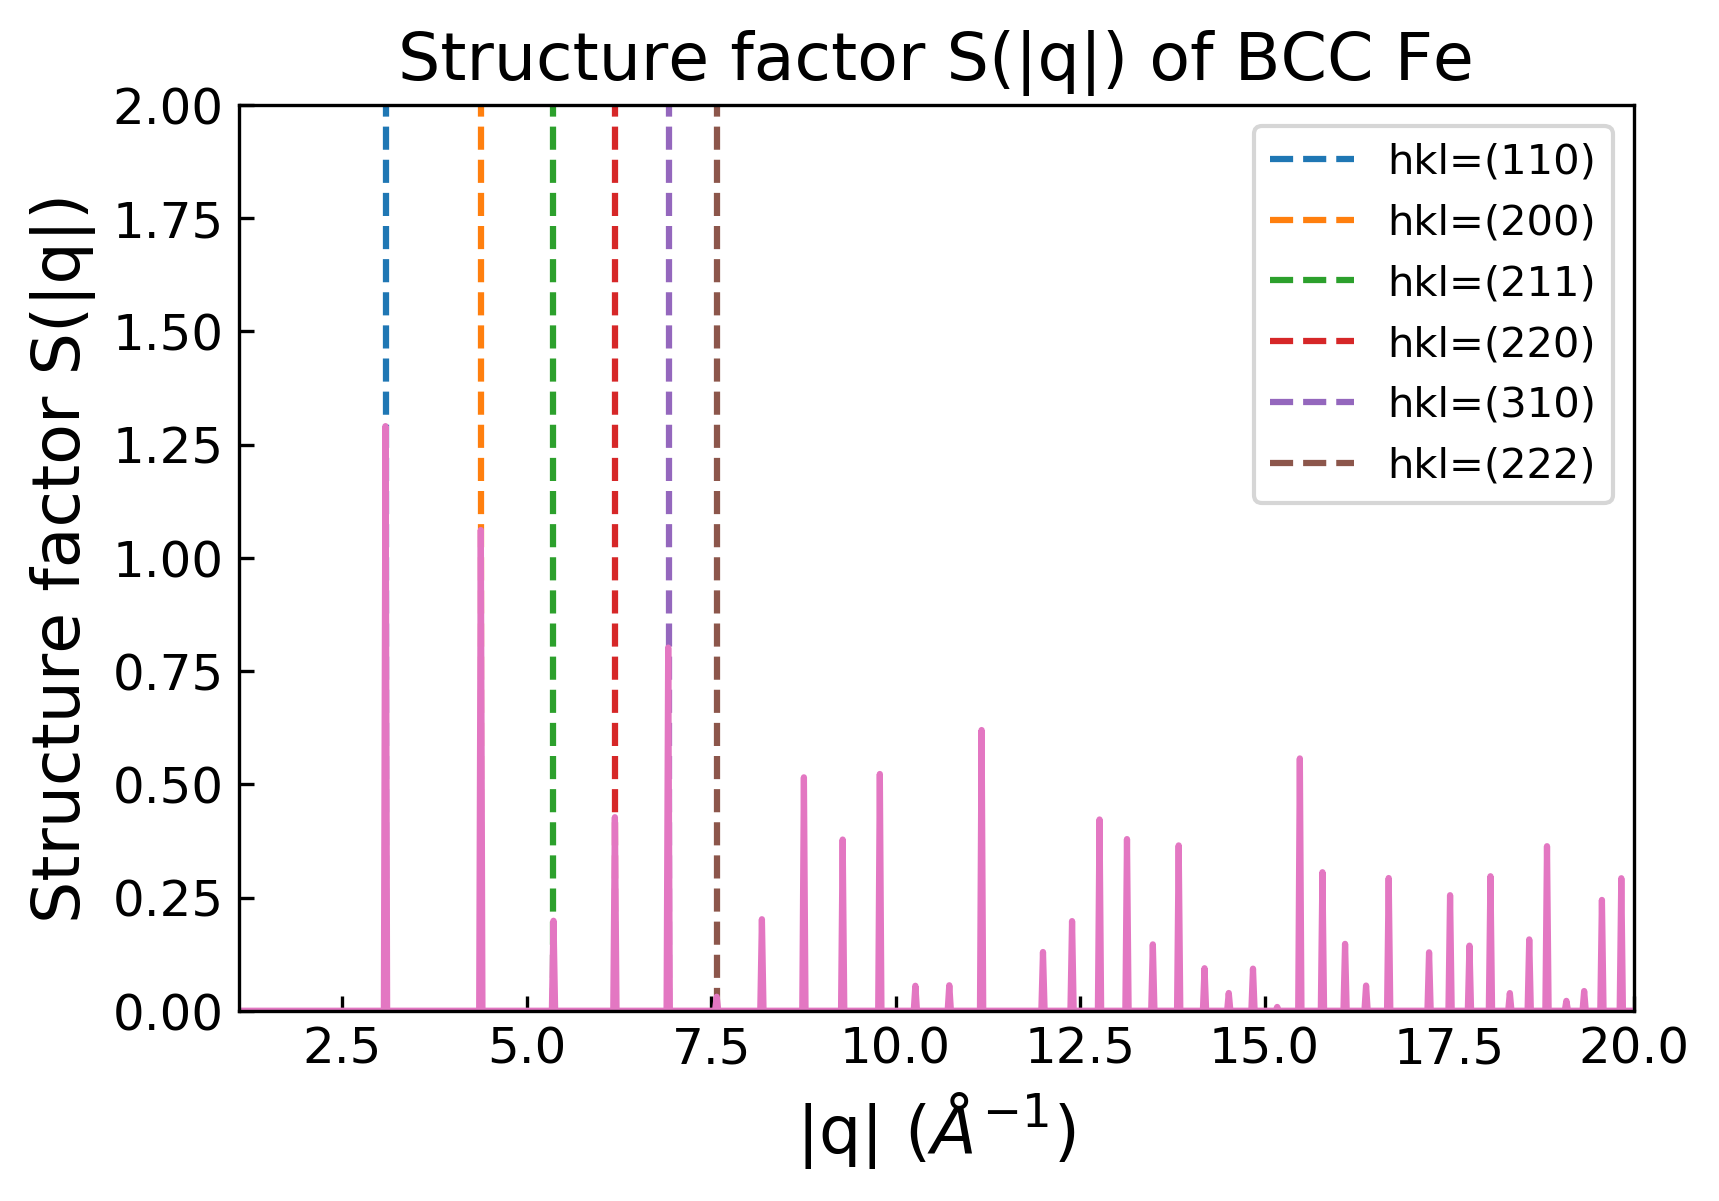 Structure factor S(|q|) of BCC Fe
Structure factor S(|q|)
2.00
1.75
1.50
1.25
1.00
0.75
0.50
0.25
0.00
hkl=(110)
hkl=(200)
hkl=(211)
hkl=(220)
hkl=(310)
hkl=(222)
2.5 5.0 7.5 10.0 12.5 15.0 17.5 20.0
|q| (Å⁻¹)